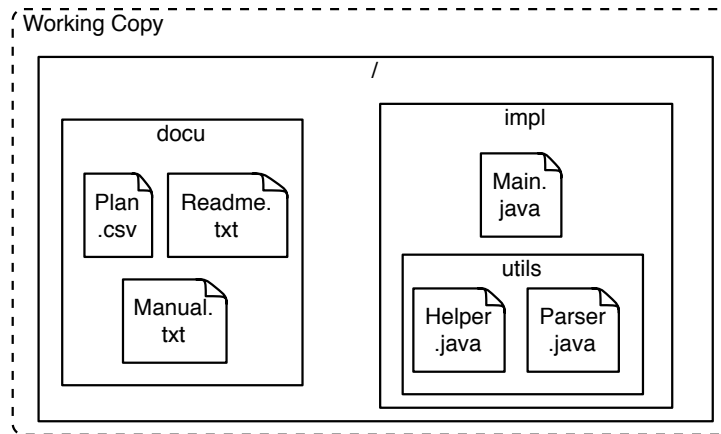 Working Copy
/
docu
Plan
.csv
Readme.
txt
Manual.
txt
impl
Main.
java
utils
Helper
.java
Parser
.java